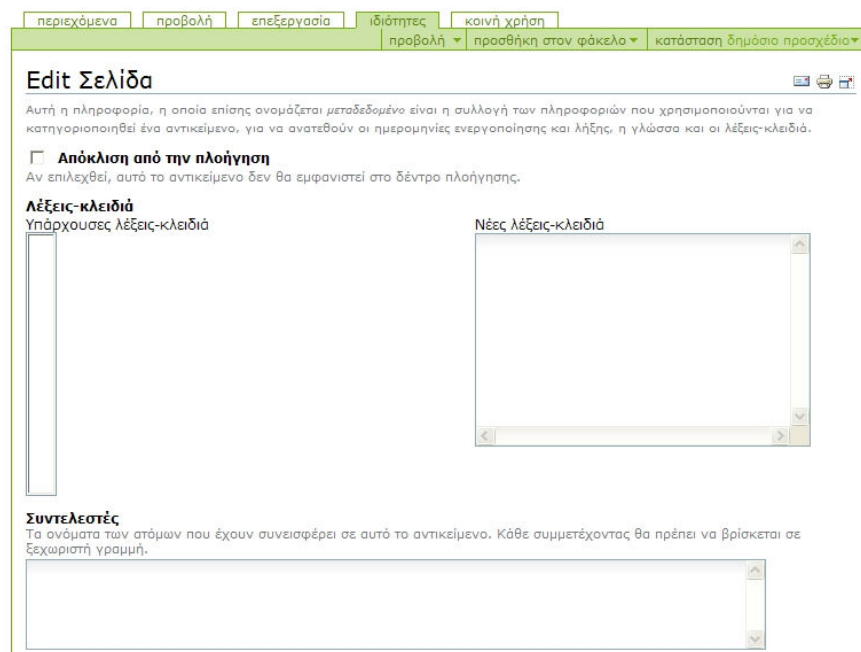 περιεχόμενα προβολή επεξεργασία ιδιότητες κοινή χρήση
προβολή προσθήκη στον φάκελο κατάσταση δημόσιο προσχέδιο
Edit Σελίδα
Αυτή η πληροφορία, η οποία επίσης ονομάζεται μεταδεδομένο είναι η συλλογή των πληροφοριών που χρησιμοποιούνται για να
κατηγοριοποιηθεί ένα αντικείμενο, για να ανατεθούν οι ημερομηνίες ενεργοποίησης και λήξης, η γλώσσα και οι λέξεις-κλειδιά.
Απόκλιση από την πλοήγηση
Αν επιλεχθεί, αυτό το αντικείμενο δεν θα εμφανιστεί στο δέντρο πλοήγησης.
Λέξεις-κλειδιά
Υπάρχουσες λέξεις-κλειδιά Νέες λέξεις-κλειδιά
Συντελεστές
Τα ονόματα των ατόμων που έχουν συνεισφέρει σε αυτό το αντικείμενο. Κάθε συμμετέχοντας θα πρέπει να βρίσκεται σε
ξεχωριστή γραμμή.